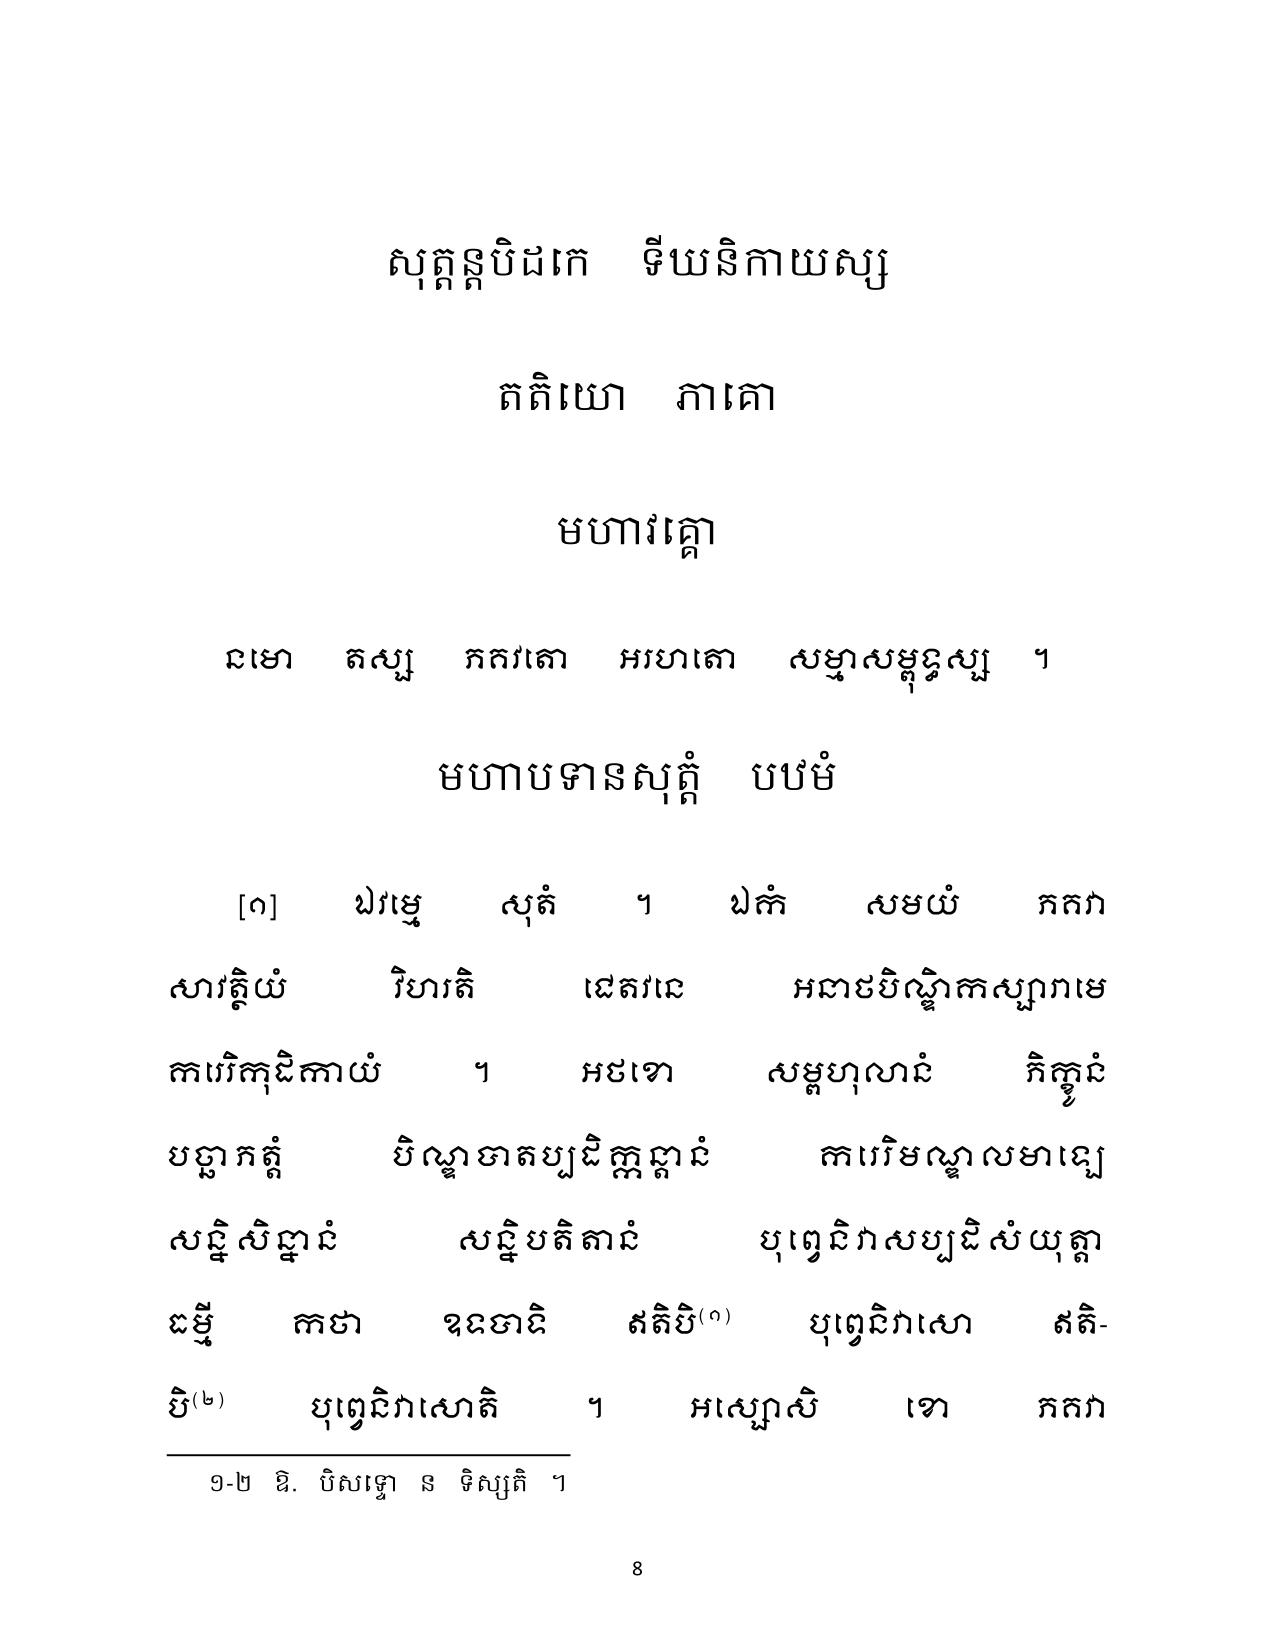 សុត្តន្តបិដកេ ទីឃនិកាយស្ស
តតិយោ ភាគោ
មហាវគ្គោ
នមោ តស្ស ភគវតោ អរហតោ សម្មាសម្ពុទ្ធស្ស ។
មហាបទានសុត្តំ បឋមំ
[១] ឯវម្មេ សុតំ ។ ឯកំ សមយំ ភគវា
សាវត្ថិយំ វិហរតិ ជេតវនេ អនាថបិណ្ឌិកស្សារាមេ
ករេរិកុដិកាយំ ។ អថខោ សម្ពហុលានំ ភិក្ខូនំ
បច្ឆាភត្តំ បិណ្ឌបាតប្បដិក្កន្តានំ ករេរិមណ្ឌលមាឡេ
សន្និសិន្នានំ សន្និបតិតានំ បុព្វេនិវាសប្បដិសំយុត្តា
ធម្មី កថា ឧទបាទិ ឥតិបិ(១) បុព្វេនិវាសោ ឥតិ-
បិ(២) បុព្វេនិវាសោតិ ។ អស្សោសិ ខោ ភគវា
១-២ ឱ. បិសទ្ទោ ន ទិស្សតិ ។
8